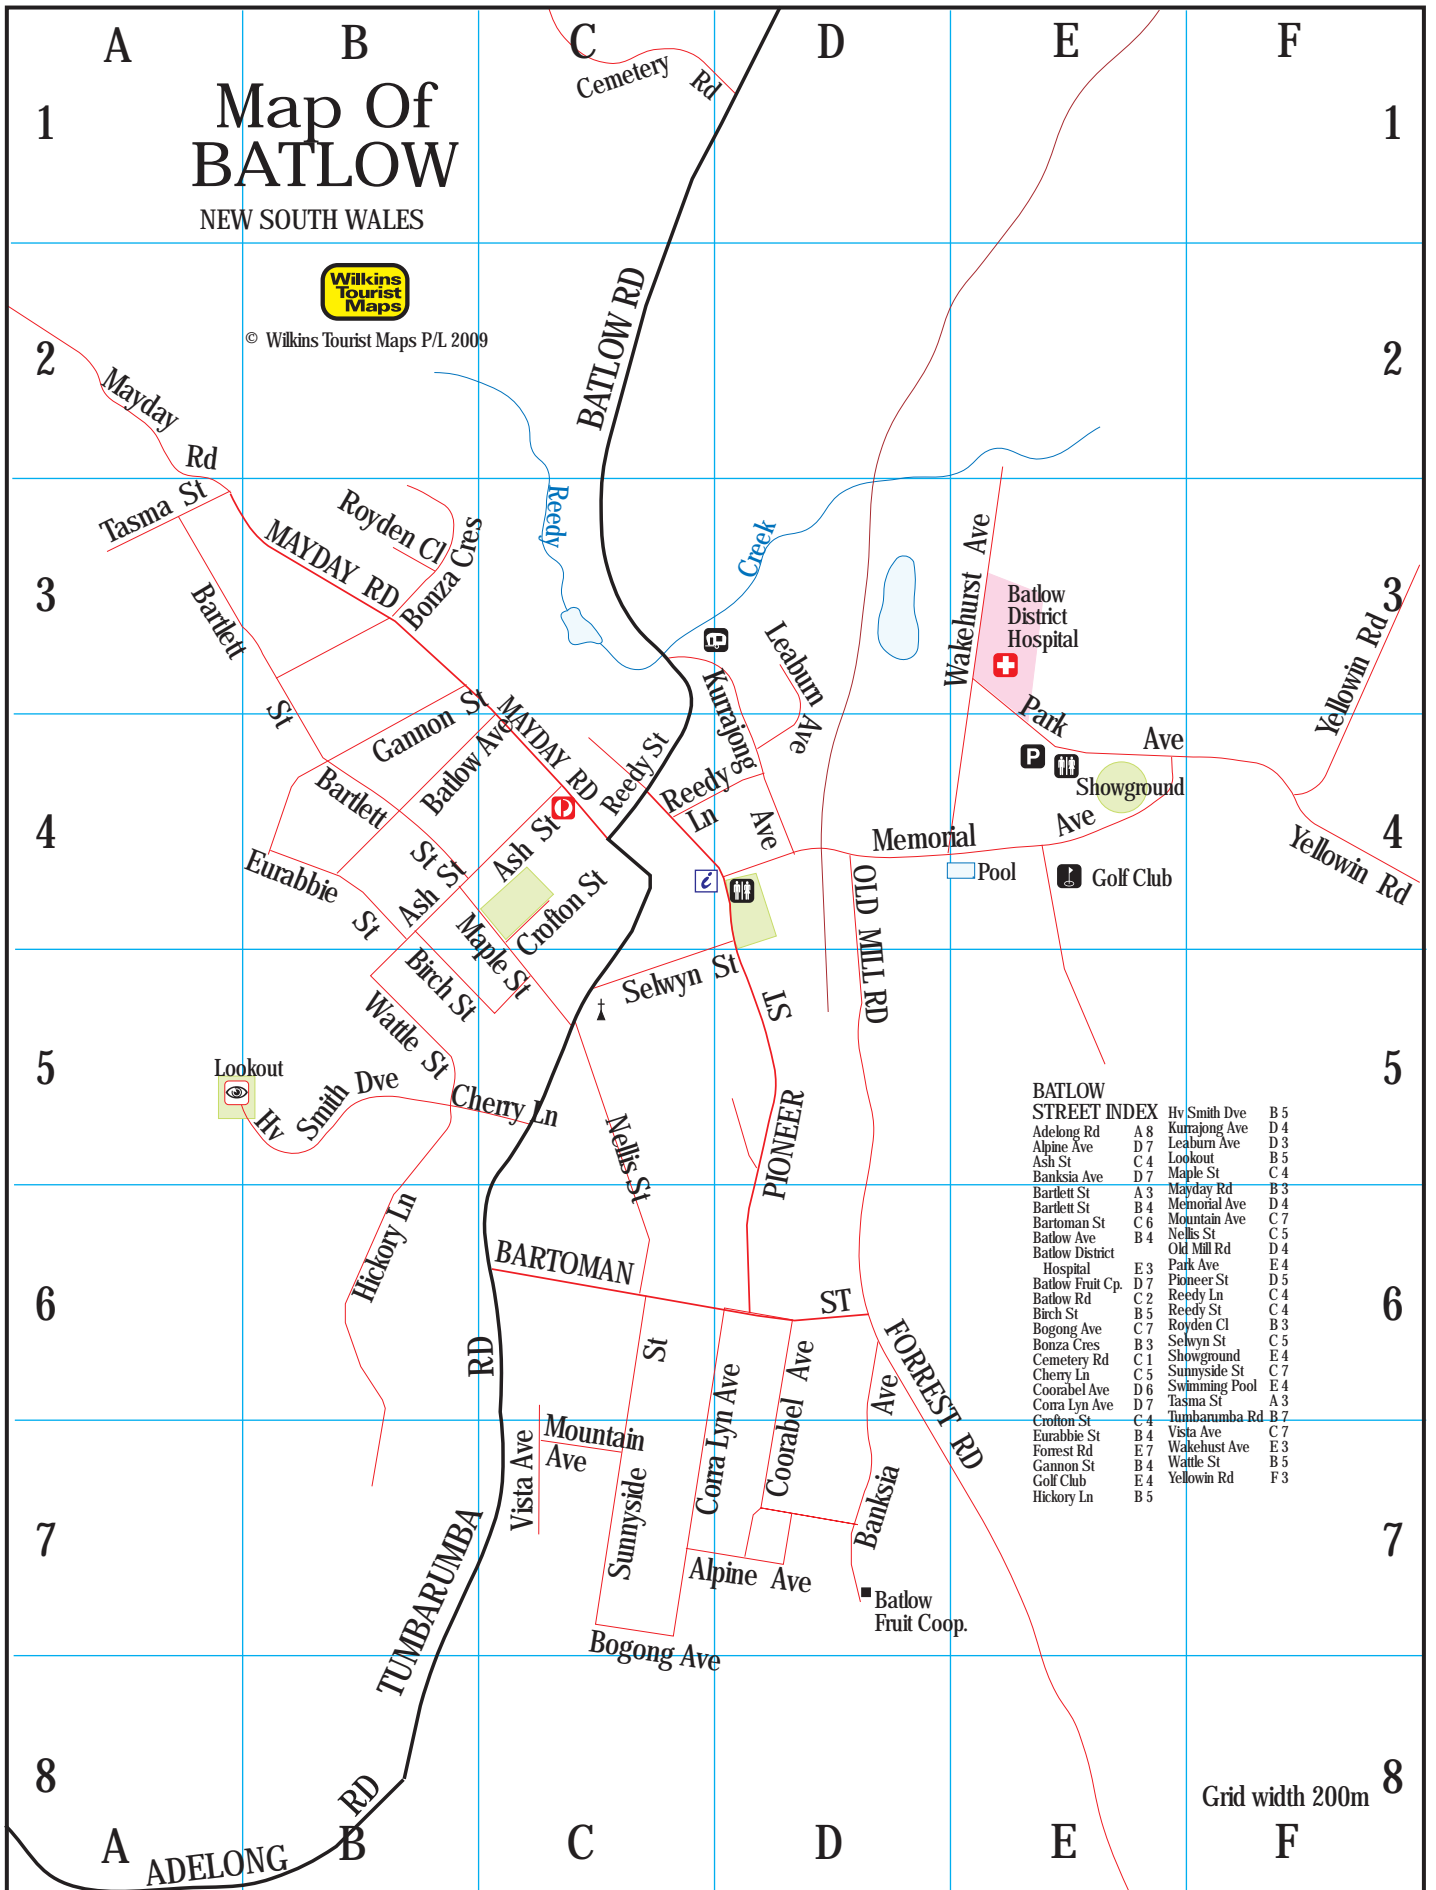 A
B
C
D
E
F
Map Of
BATLOW
NEW SOUTH WALES
Cemetery Rd
1
1
Wilkins
Tourist
Maps
© Wilkins Tourist Maps P/L 2009
BATLOW RD
2
2
Mayday Rd
Tasma St
Royden Cl
Bonza Cres
MAYDAY RD
Reedy Creek
Wakehurst Ave
Batlow
District
Hospital
3
3
Bartlett St
Leaburn Ave
Kurrajong Ave
Yellowin Rd
Park Ave
Gannon St
Batlow Ave
MAYDAY RD
Reedy St
Reedy Ln
P
Showground
Bartlett St
Ash St
Memorial Ave
4
4
Yellowin Rd
Eurabbie St
Ash St
i
Pool
Golf Club
Crofton St
Maple St
OLD MILL RD
Birch St
Selwyn St
Wattle St
PIONEER ST
5
5
Lookout
Hv Smith Dve
Cherry Ln
Nellis St
Hickory Ln
BARTOMAN ST
6
6
FORREST RD
St
Corra Lyn Ave
Coorabel Ave
Ave
Mountain
Ave
Vista Ave
Sunnyside
Banksia
TUMBARUMBA RD
7
7
Alpine Ave
Batlow
Fruit Coop.
Bogong Ave
BATLOW
STREET INDEX
Adelong Rd A 8
Alpine Ave D 7
Ash St C 4
Banksia Ave D 7
Bartlett St A 3
Bartlett St B 4
Bartoman St C 6
Batlow Ave B 4
Batlow District
Hospital E 3
Batlow Fruit Cp. D 7
Batlow Rd C 2
Birch St B 5
Bogong Ave C 7
Bonza Cres B 3
Cemetery Rd C 1
Cherry Ln C 5
Coorabel Ave D 6
Corra Lyn Ave D 7
Crofton St C 4
Eurabbie St B 4
Forrest Rd E 7
Gannon St B 4
Golf Club E 4
Hickory Ln B 5
Hv Smith Dve B 5
Kurrajong Ave D 4
Leaburn Ave D 3
Lookout B 5
Maple St C 4
Mayday Rd B 3
Memorial Ave D 4
Mountain Ave C 7
Nellis St C 5
Old Mill Rd D 4
Park Ave E 4
Pioneer St D 5
Reedy Ln C 4
Reedy St C 4
Royden Cl B 3
Selwyn St C 5
Showground E 4
Sunnyside St C 7
Swimming Pool E 4
Tasma St A 3
Tumbarumba Rd B 7
Vista Ave C 7
Wakehust Ave E 3
Wattle St B 5
Yellowin Rd F 3
8
8
Grid width 200m
ADELONG RD
A
B
C
D
E
F